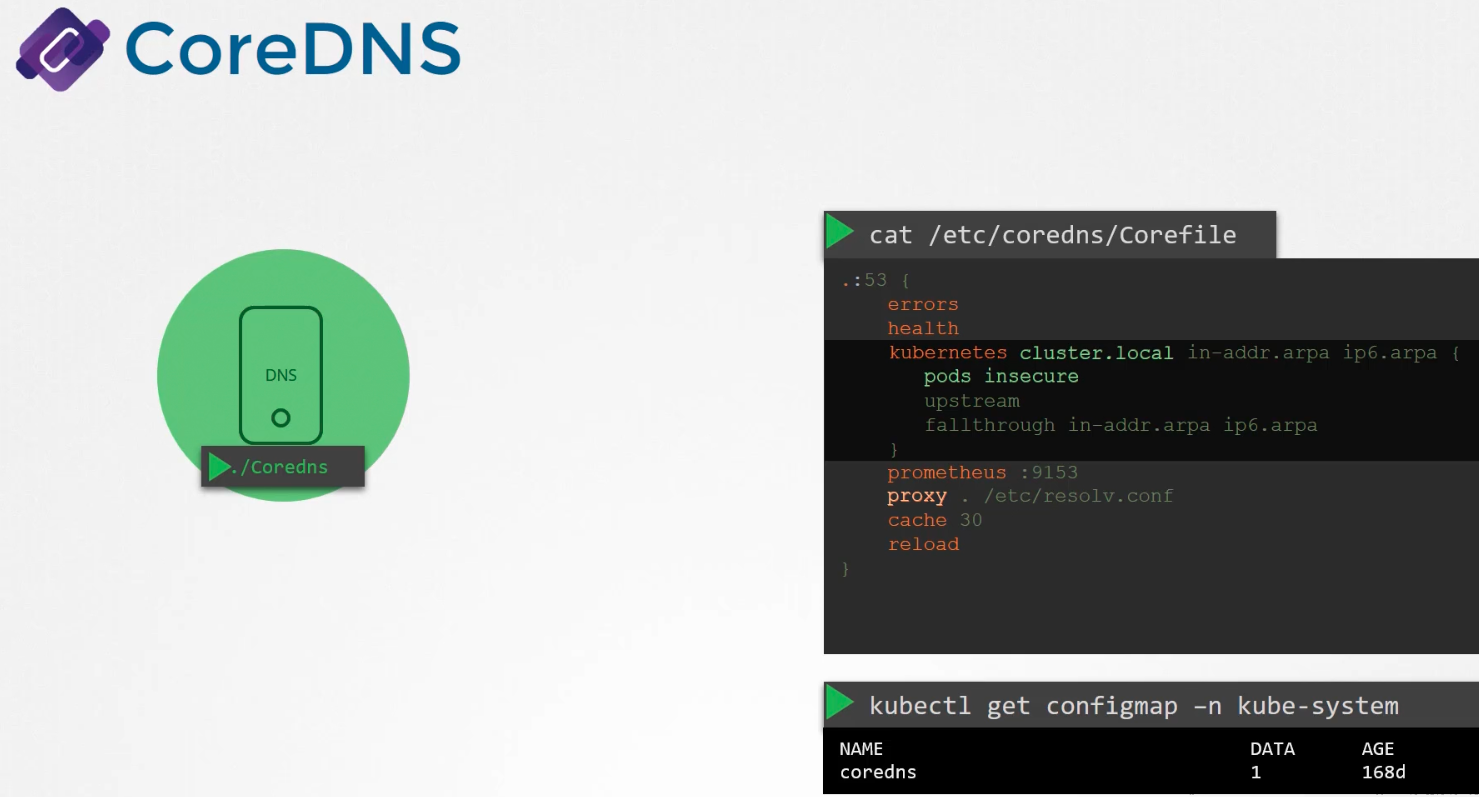 CoreDNS
DNS
./Coredns
cat /etc/coredns/Corefile
.:53 {
errors
health
kubernetes cluster.local in-addr.arpa ip6.arpa {
pods insecure
upstream
fallthrough in-addr.arpa ip6.arpa
}
prometheus :9153
proxy . /etc/resolv.conf
cache 30
reload
}
kubectl get configmap –n kube-system
NAME DATA AGE
coredns 1 168d